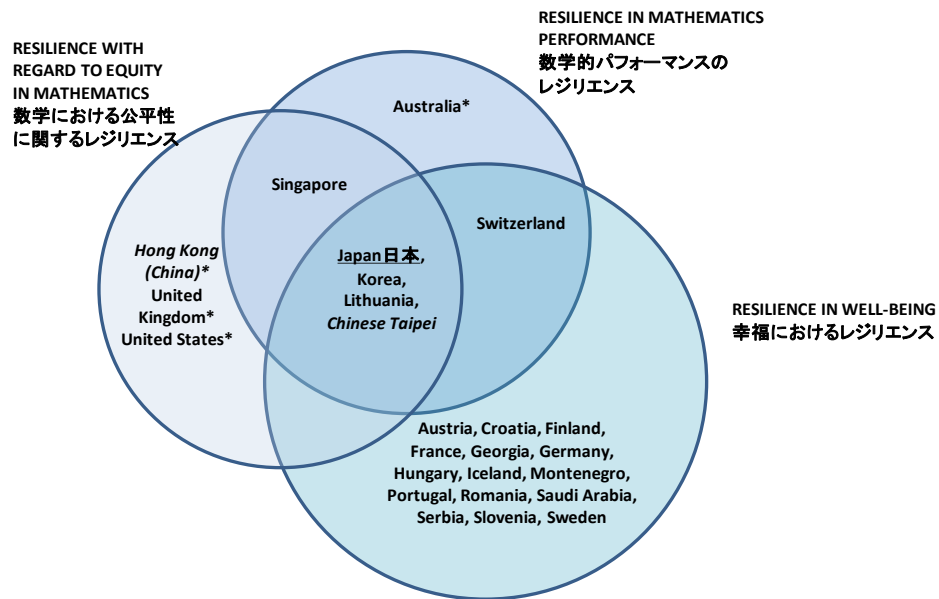 RESILIENCE IN MATHEMATICS
PERFORMANCE
数学的パフォーマンスの
レジリエンス
RESILIENCE WITH
REGARD TO EQUITY
IN MATHEMATICS
数学における公平性
に関するレジリエンス
Australia*
Singapore
Switzerland
Hong Kong
(China)*
United
Kingdom*
United States*
Japan日本,
Korea,
Lithuania,
Chinese Taipei
RESILIENCE IN WELL-BEING
幸福におけるレジリエンス
Austria, Croatia, Finland,
France, Georgia, Germany,
Hungary, Iceland, Montenegro,
Portugal, Romania, Saudi Arabia,
Serbia, Slovenia, Sweden